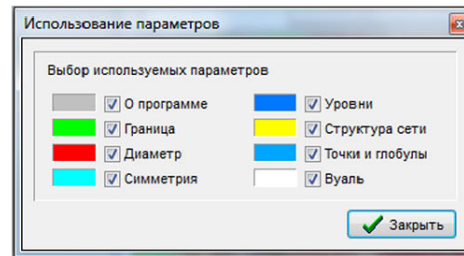 Использование параметров
Выбор используемых параметров
О программе
Уровни
Граница
Структура сети
Диаметр
Точки и глобулы
Симметрия
Вуаль
Закрыть